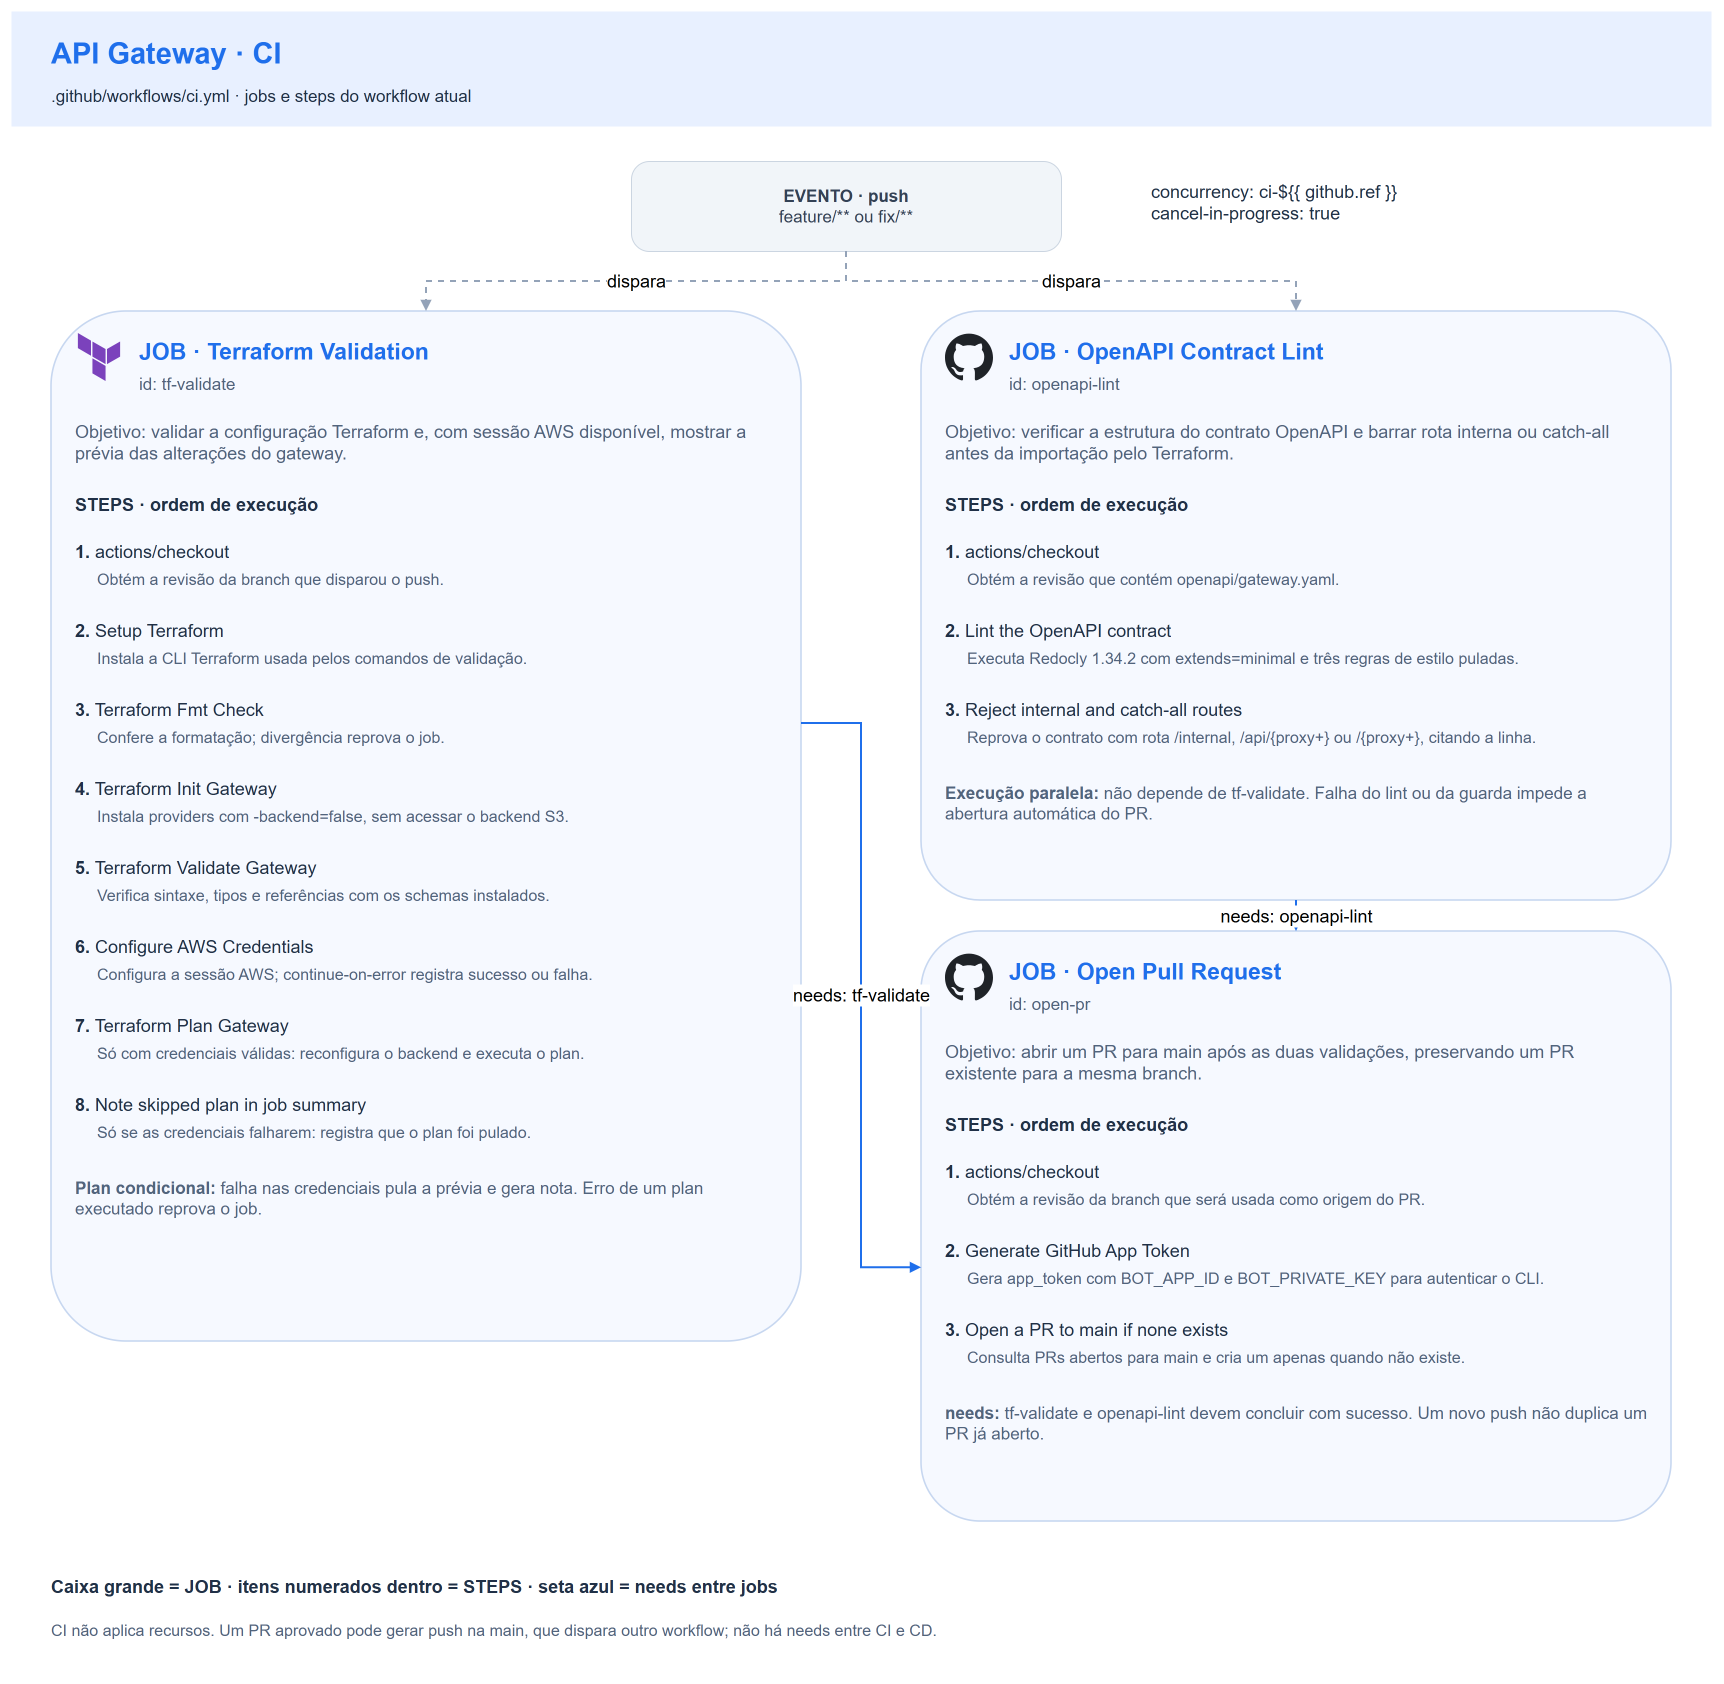 API Gateway · CI
.github/workflows/ci.yml · jobs e steps do workflow atual
EVENTO · push
feature/** ou fix/**
concurrency: ci-${{ github.ref }}
cancel-in-progress: true
dispara
dispara
JOB · Terraform Validation
id: tf-validate
Objetivo: validar a configuração Terraform e, com sessão AWS disponível, mostrar a
prévia das alterações do gateway.
STEPS · ordem de execução
1. actions/checkout
Obtém a revisão da branch que disparou o push.
2. Setup Terraform
Instala a CLI Terraform usada pelos comandos de validação.
3. Terraform Fmt Check
Confere a formatação; divergência reprova o job.
4. Terraform Init Gateway
Instala providers com -backend=false, sem acessar o backend S3.
5. Terraform Validate Gateway
Verifica sintaxe, tipos e referências com os schemas instalados.
6. Configure AWS Credentials
Configura a sessão AWS; continue-on-error registra sucesso ou falha.
7. Terraform Plan Gateway
Só com credenciais válidas: reconfigura o backend e executa o plan.
8. Note skipped plan in job summary
Só se as credenciais falharem: registra que o plan foi pulado.
Plan condicional: falha nas credenciais pula a prévia e gera nota. Erro de um plan
executado reprova o job.
needs: tf-validate
JOB · OpenAPI Contract Lint
id: openapi-lint
Objetivo: verificar a estrutura do contrato OpenAPI e barrar rota interna ou catch-all
antes da importação pelo Terraform.
STEPS · ordem de execução
1. actions/checkout
Obtém a revisão que contém openapi/gateway.yaml.
2. Lint the OpenAPI contract
Executa Redocly 1.34.2 com extends=minimal e três regras de estilo puladas.
3. Reject internal and catch-all routes
Reprova o contrato com rota /internal, /api/{proxy+} ou /{proxy+}, citando a linha.
Execução paralela: não depende de tf-validate. Falha do lint ou da guarda impede a
abertura automática do PR.
needs: openapi-lint
JOB · Open Pull Request
id: open-pr
Objetivo: abrir um PR para main após as duas validações, preservando um PR
existente para a mesma branch.
STEPS · ordem de execução
1. actions/checkout
Obtém a revisão da branch que será usada como origem do PR.
2. Generate GitHub App Token
Gera app_token com BOT_APP_ID e BOT_PRIVATE_KEY para autenticar o CLI.
3. Open a PR to main if none exists
Consulta PRs abertos para main e cria um apenas quando não existe.
needs: tf-validate e openapi-lint devem concluir com sucesso. Um novo push não duplica um
PR já aberto.
Caixa grande = JOB · itens numerados dentro = STEPS · seta azul = needs entre jobs
CI não aplica recursos. Um PR aprovado pode gerar push na main, que dispara outro workflow; não há needs entre CI e CD.